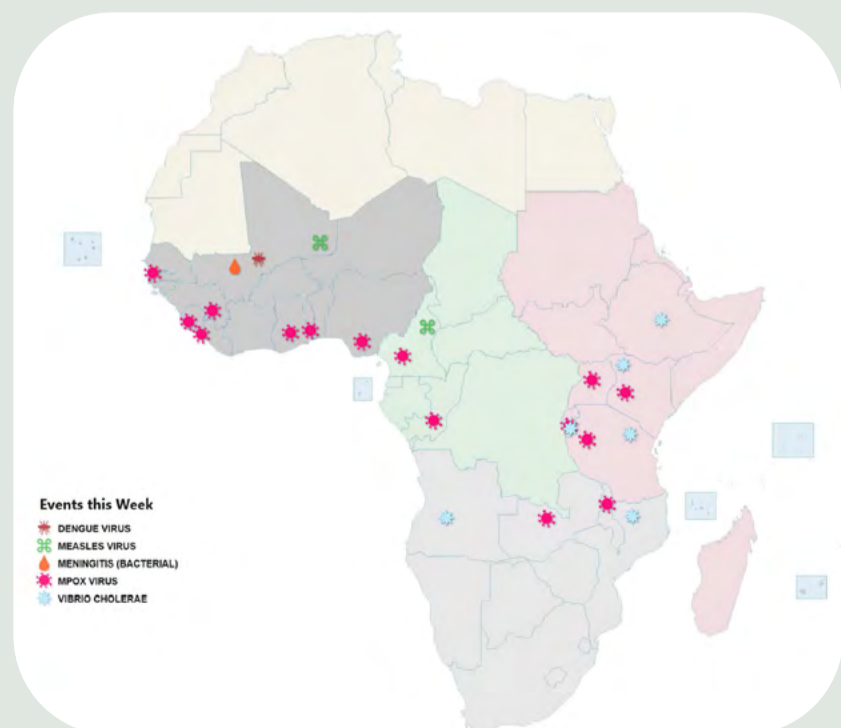 Events this Week
DENGUE VIRUS
MEASLES VIRUS
MENINGITIS (BACTERIAL)
MPOX VIRUS
VIBRIO CHOLERAE